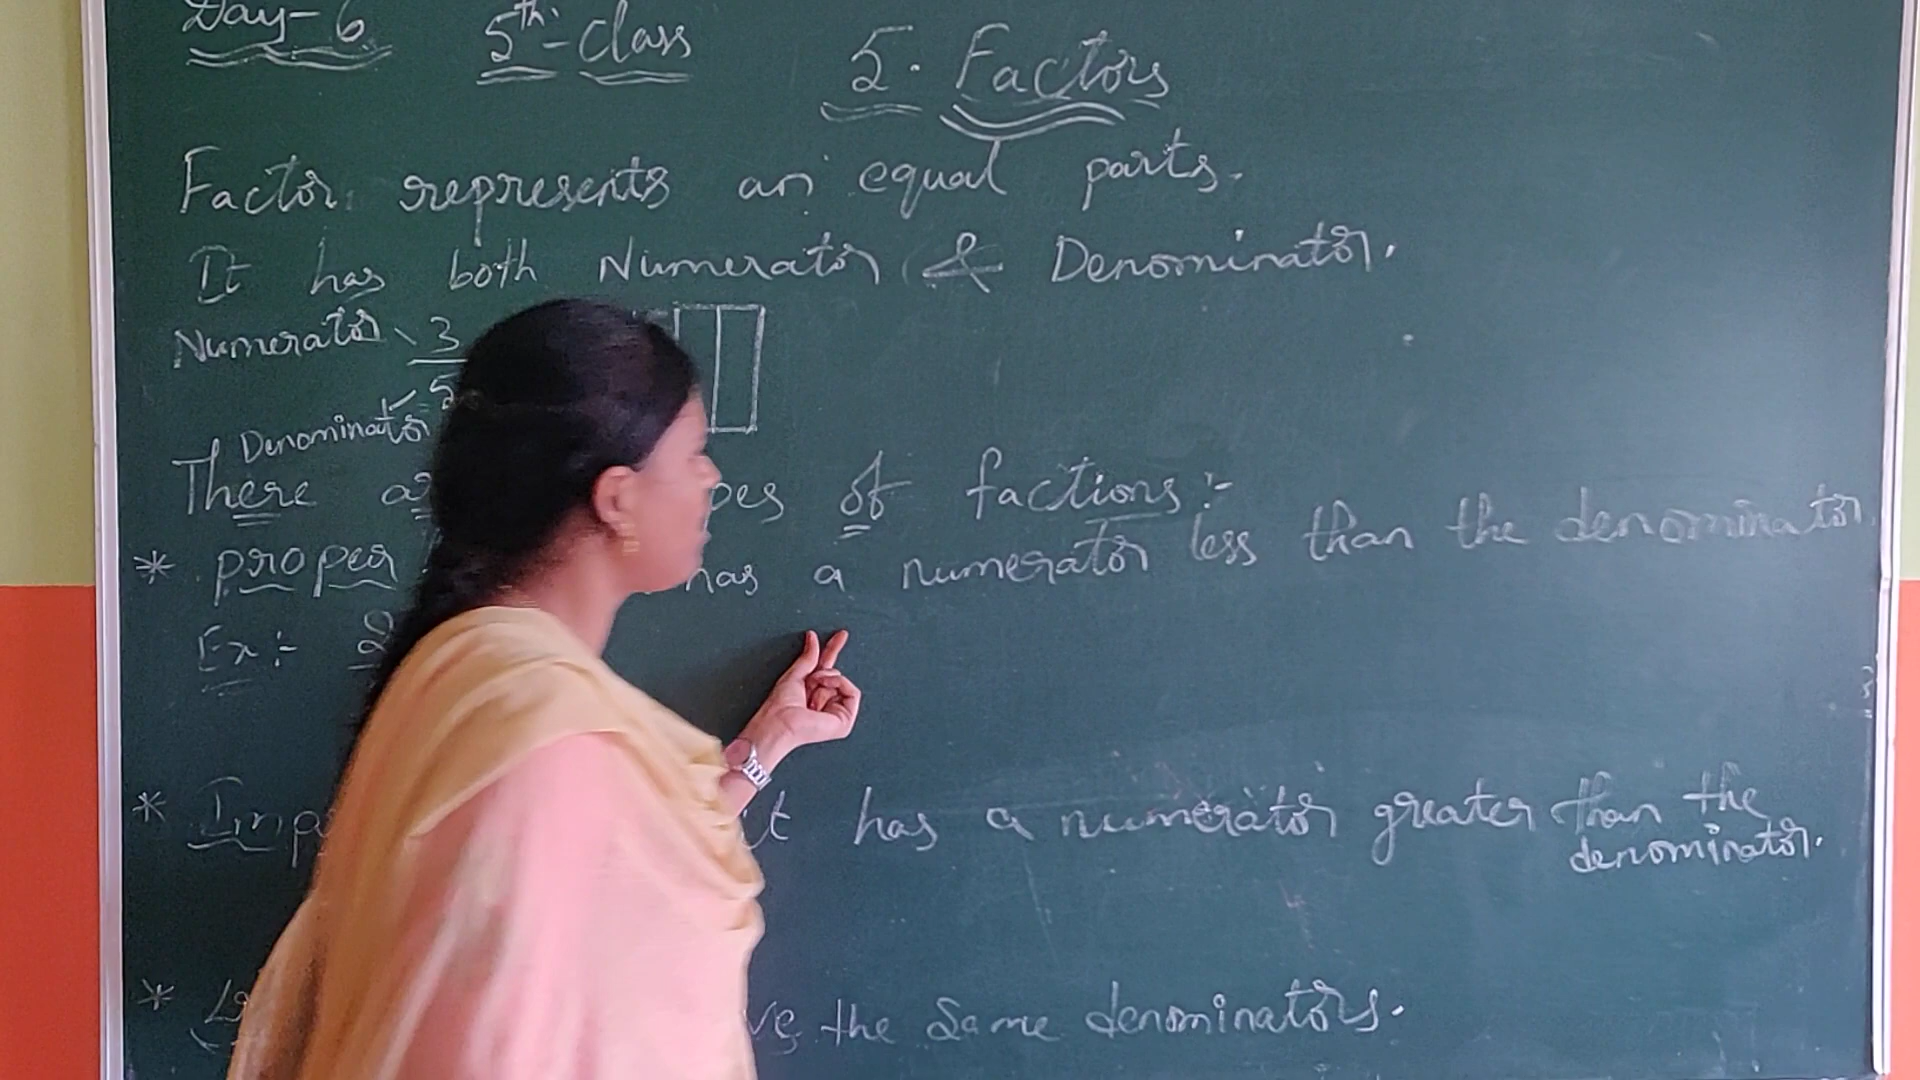 Day-6 5th-class
5. Factors
Factor represents an equal parts.
It has both Numerator & Denominator.
Numerator 3
5
Denominator
There of factions:-
* proper has a numerator less than the denominator
Ex:- 2
* it has a numerator greater than the
denominator.
* the Same denominators.